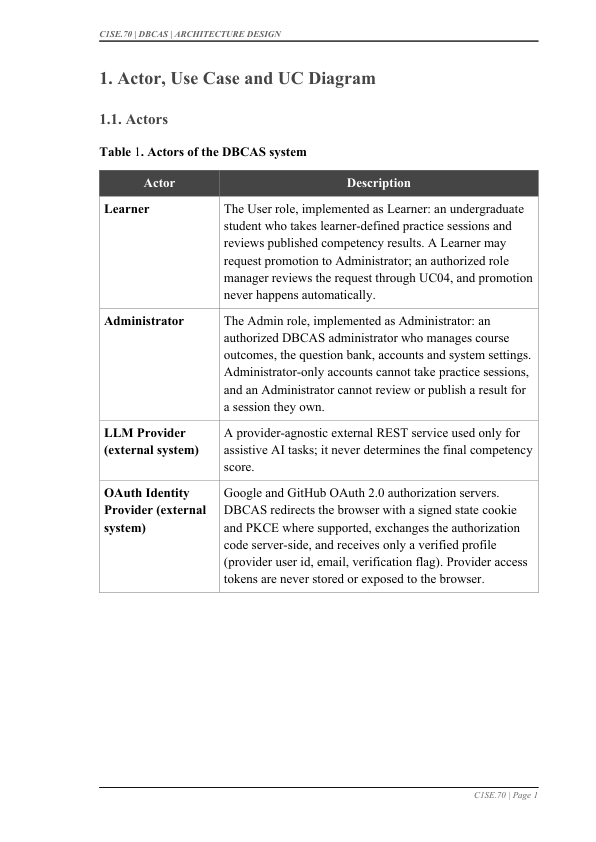 C1SE.70 | DBCAS | ARCHITECTURE DESIGN
1. Actor, Use Case and UC Diagram
1.1. Actors
Table 1. Actors of the DBCAS system
Actor
Description
Learner
The User role, implemented as Learner: an undergraduate
student who takes learner-defined practice sessions and
reviews published competency results. A Learner may
request promotion to Administrator; an authorized role
manager reviews the request through UC04, and promotion
never happens automatically.
Administrator
The Admin role, implemented as Administrator: an
authorized DBCAS administrator who manages course
outcomes, the question bank, accounts and system settings.
Administrator-only accounts cannot take practice sessions,
and an Administrator cannot review or publish a result for
a session they own.
LLM Provider
(external system)
A provider-agnostic external REST service used only for
assistive AI tasks; it never determines the final competency
score.
OAuth Identity
Provider (external
system)
Google and GitHub OAuth 2.0 authorization servers.
DBCAS redirects the browser with a signed state cookie
and PKCE where supported, exchanges the authorization
code server-side, and receives only a verified profile
(provider user id, email, verification flag). Provider access
tokens are never stored or exposed to the browser.
C1SE.70 | Page 1